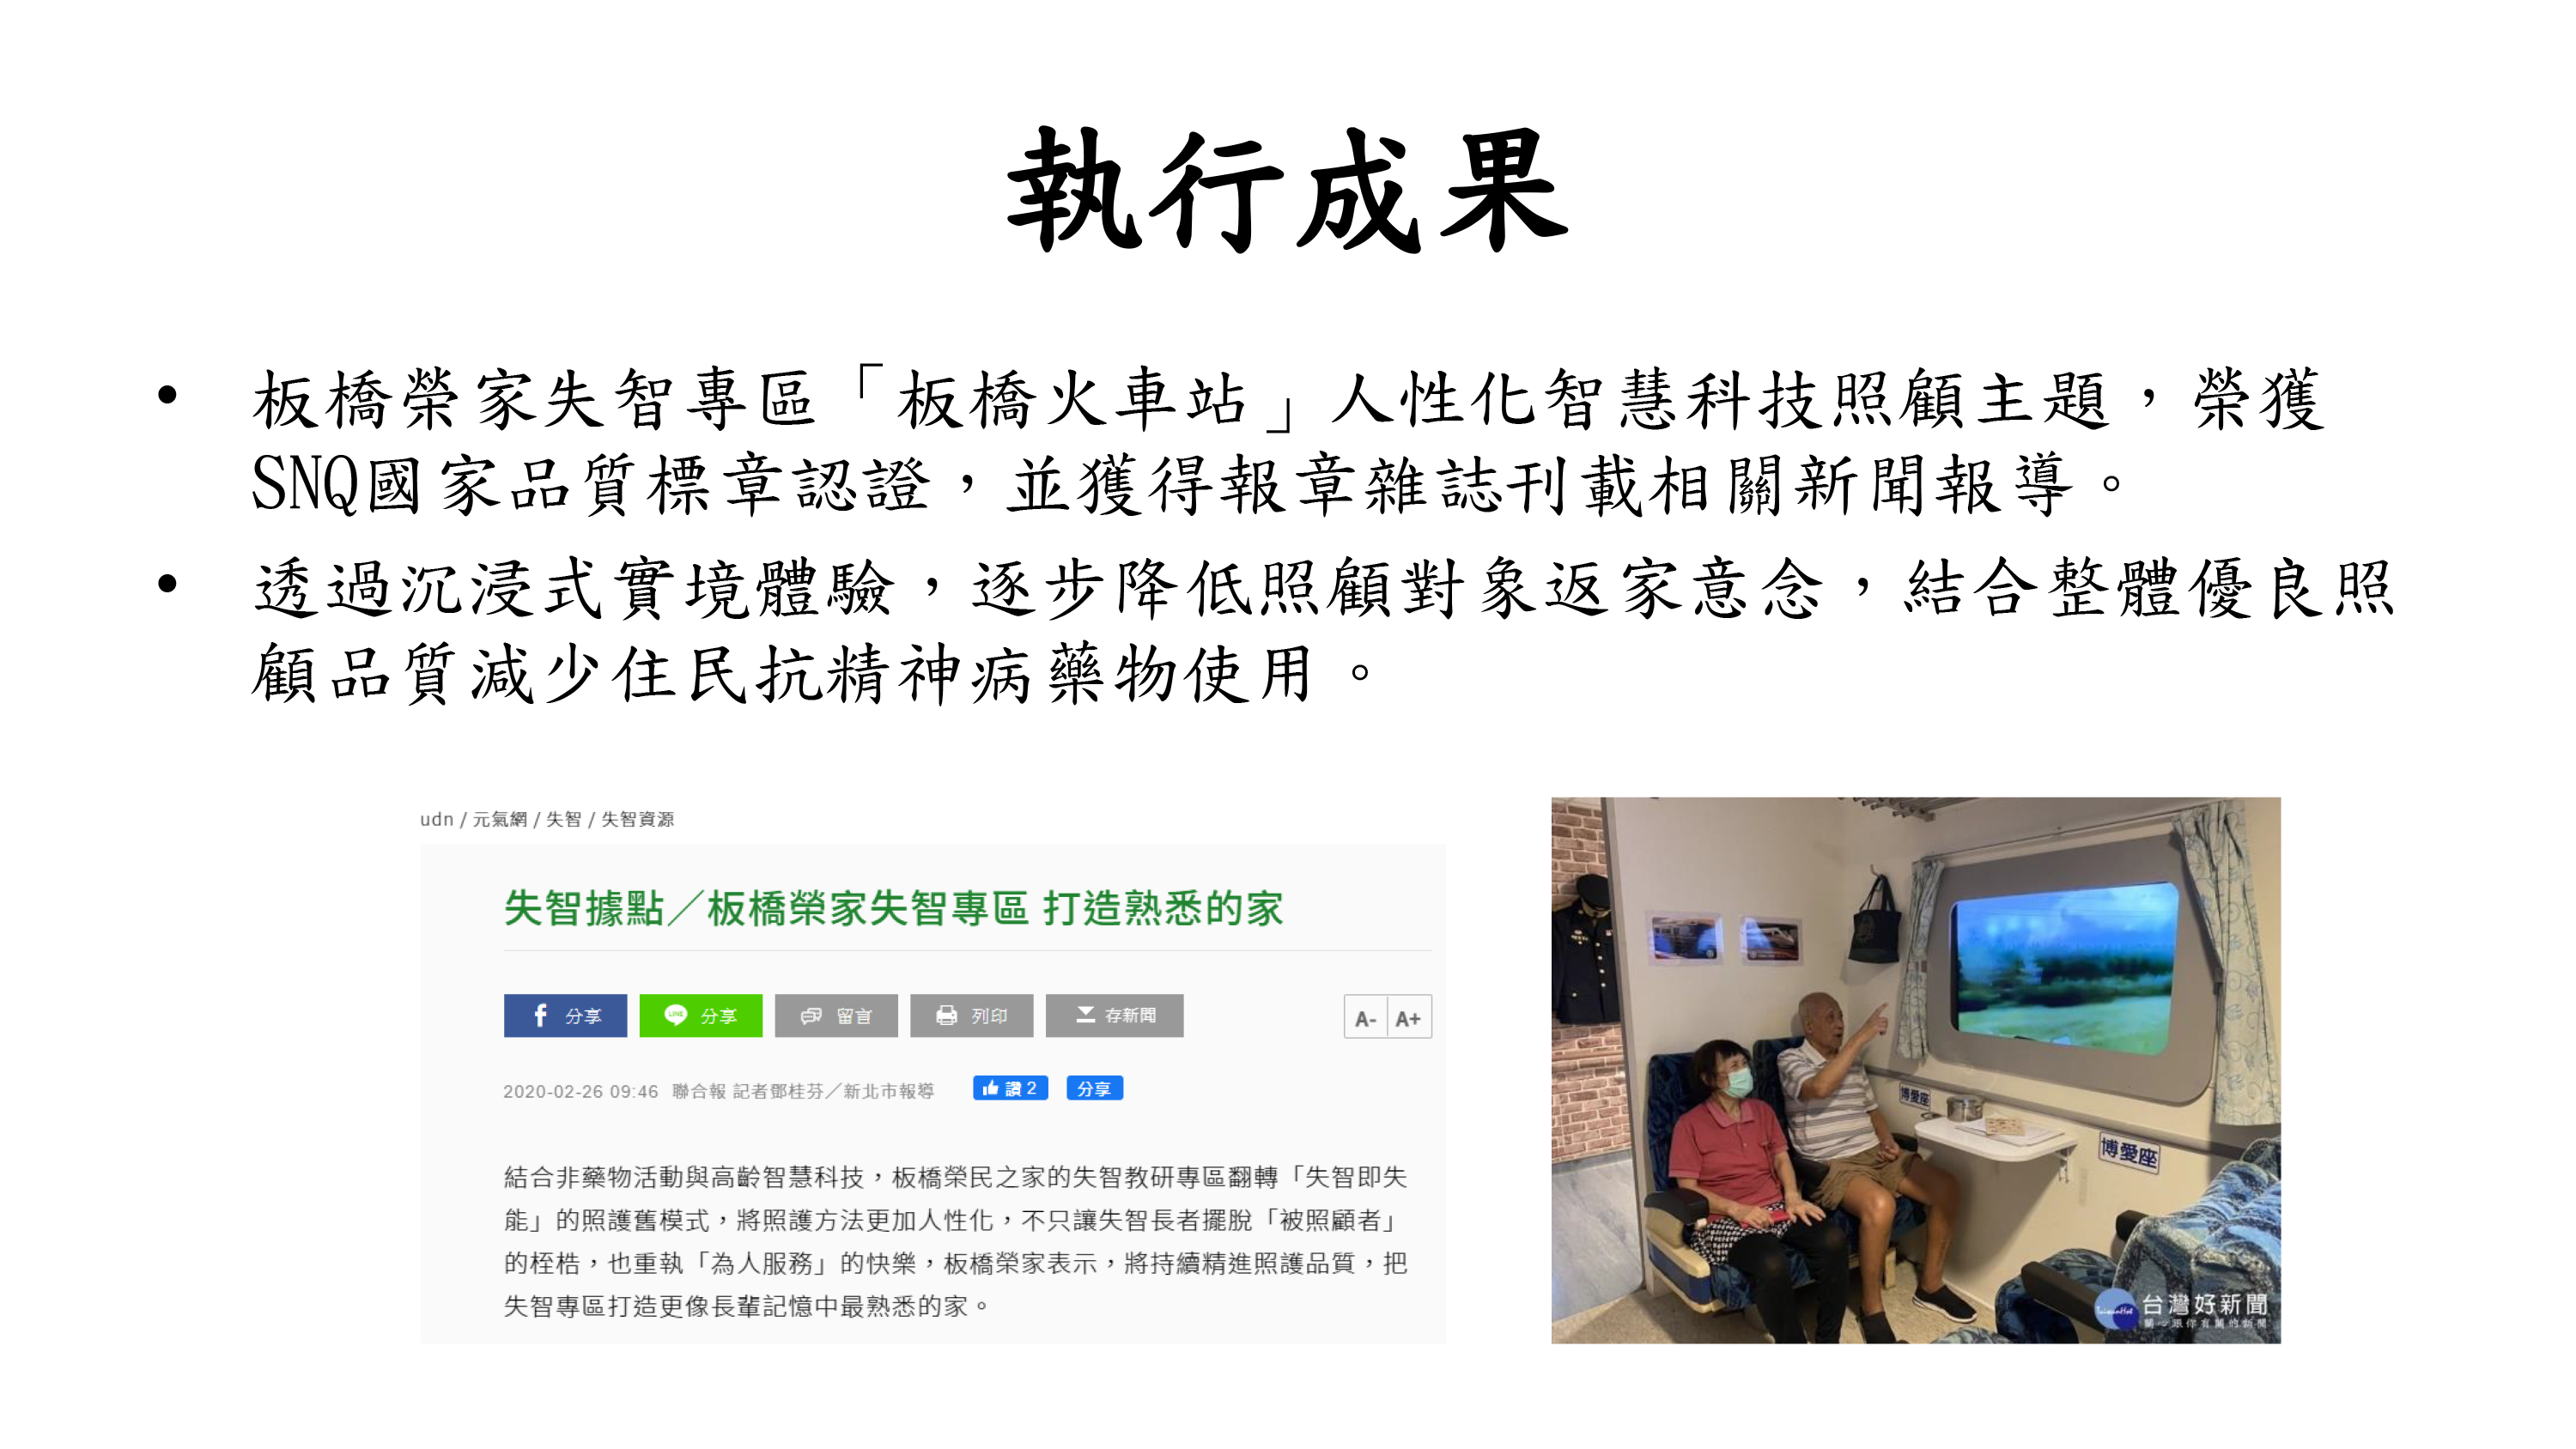 執行成果
• 板橋榮家失智專區「板橋火車站」人性化智慧科技照顧主題，榮獲
SNQ國家品質標章認證，並獲得報章雜誌刊載相關新聞報導。
• 透過沉浸式實境體驗，逐步降低照顧對象返家意念，結合整體優良照
顧品質減少住民抗精神病藥物使用。
udn / 元氣網 / 失智 / 失智資源
失智據點／板橋榮家失智專區 打造熟悉的家
分享 分享 留言 列印 存新聞 A- A+
2020-02-26 09:46 聯合報 記者鄧桂芬／新北市報導 讚 2 分享
結合非藥物活動與高齡智慧科技，板橋榮民之家的失智教研專區翻轉「失智即失
能」的照護舊模式，將照護方法更加人性化，不只讓失智長者擺脫「被照顧者」
的桎梏，也重執「為人服務」的快樂，板橋榮家表示，將持續精進照護品質，把
失智專區打造更像長輩記憶中最熟悉的家。
博愛座
博愛座
台灣好新聞
關心跟你有關的新聞